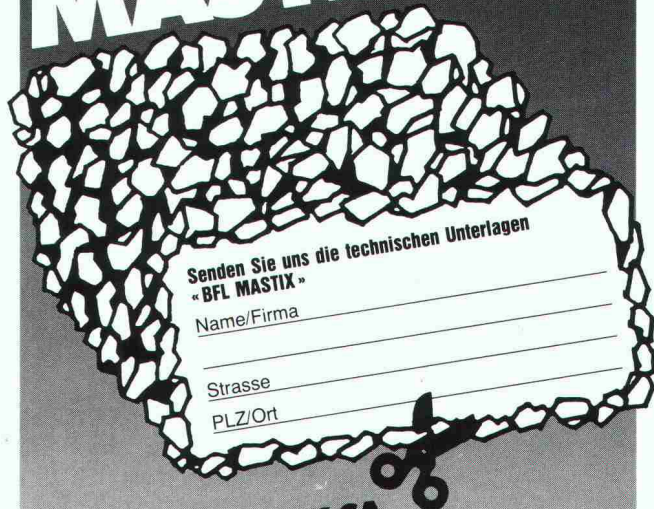 Senden Sie uns die technischen Unterlagen
«BFL MASTIX»
Name/Firma
Strasse
PLZ/Ort